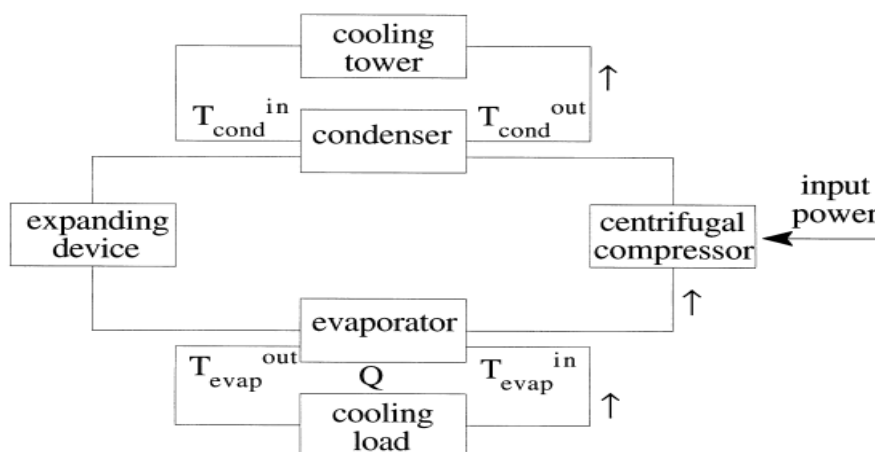 cooling
tower
T_cond^in
T_cond^out
condenser
input
power
expanding
device
centrifugal
compressor
evaporator
T_evap^out
Q
T_evap^in
cooling
load